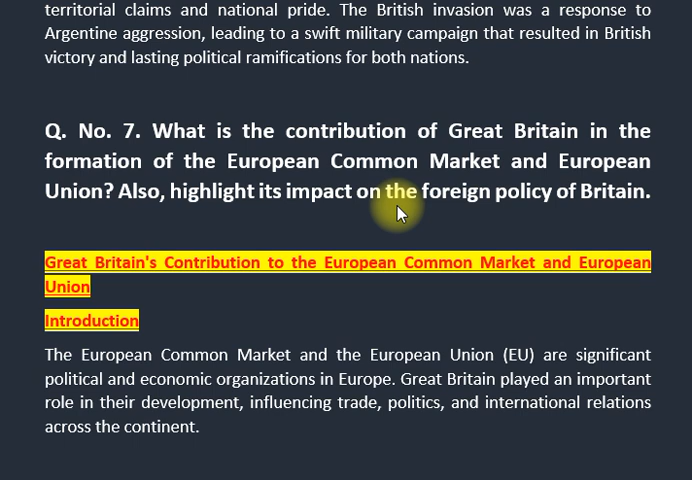 territorial claims and national pride. The British invasion was a response to
Argentine aggression, leading to a swift military campaign that resulted in British
victory and lasting political ramifications for both nations.
Q. No. 7. What is the contribution of Great Britain in the
formation of the European Common Market and European
Union? Also, highlight its impact on the foreign policy of Britain.
Great Britain's Contribution to the European Common Market and European
Union
Introduction
The European Common Market and the European Union (EU) are significant
political and economic organizations in Europe. Great Britain played an important
role in their development, influencing trade, politics, and international relations
across the continent.